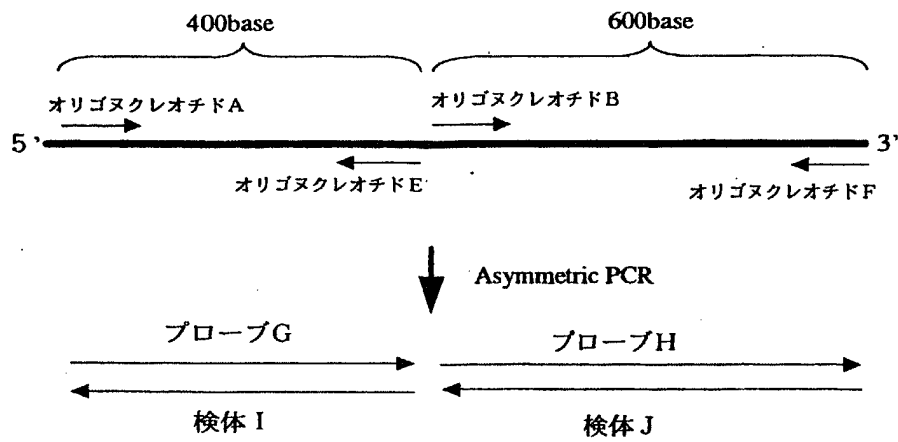 400base
600base
オリゴヌクレオチドA
オリゴヌクレオチドB
5'
3'
オリゴヌクレオチドE
オリゴヌクレオチドF
Asymmetric PCR
プローブG
プローブH
検体 I
検体 J